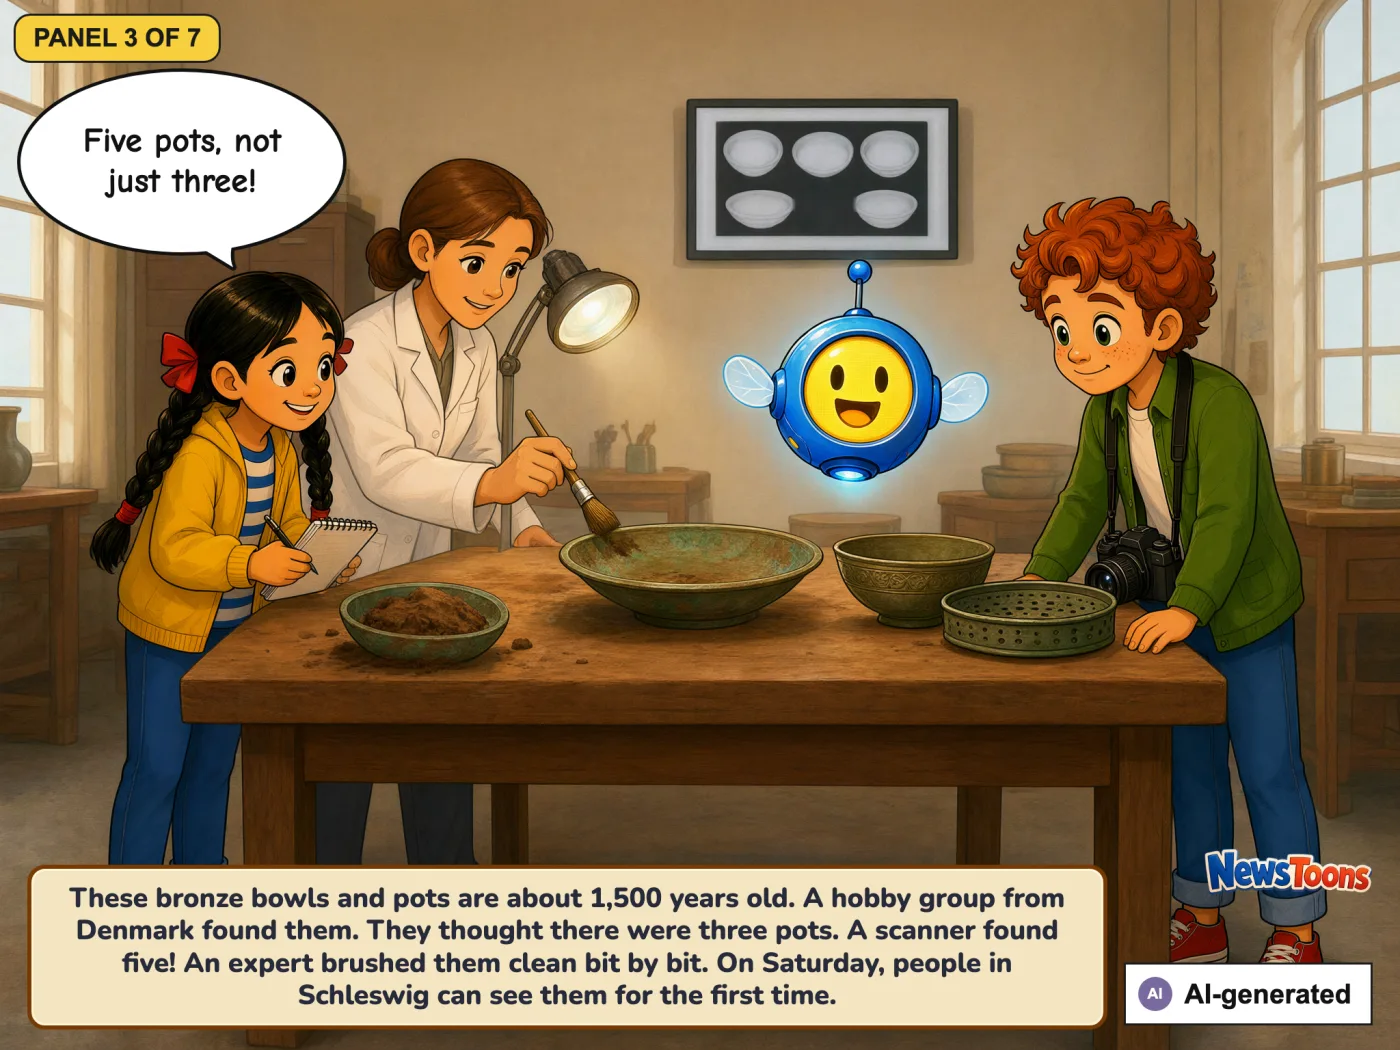 PANEL 3 OF 7
Five pots, not
just three!
These bronze bowls and pots are about 1,500 years old. A hobby group from
Denmark found them. They thought there were three pots. A scanner found
five! An expert brushed them clean bit by bit. On Saturday, people in
Schleswig can see them for the first time.
NewsToons
AI AI-generated